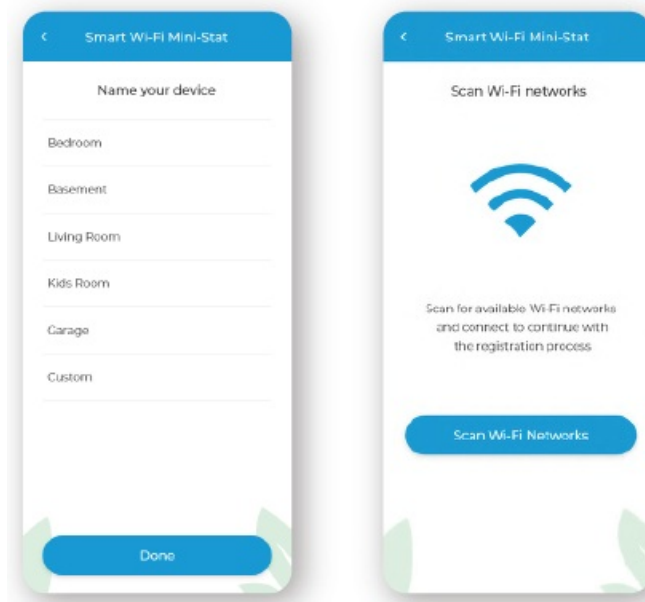 Smart Wi-Fi Mini-Stat
Name your device
Bedroom
Basement
Living Room
Kids Room
Garage
Custom
Done
Smart Wi-Fi Mini-Stat
Scan Wi-Fi networks
Scan for available Wi-Fi networks
and connect to continue with
the registration process
Scan Wi-Fi Networks